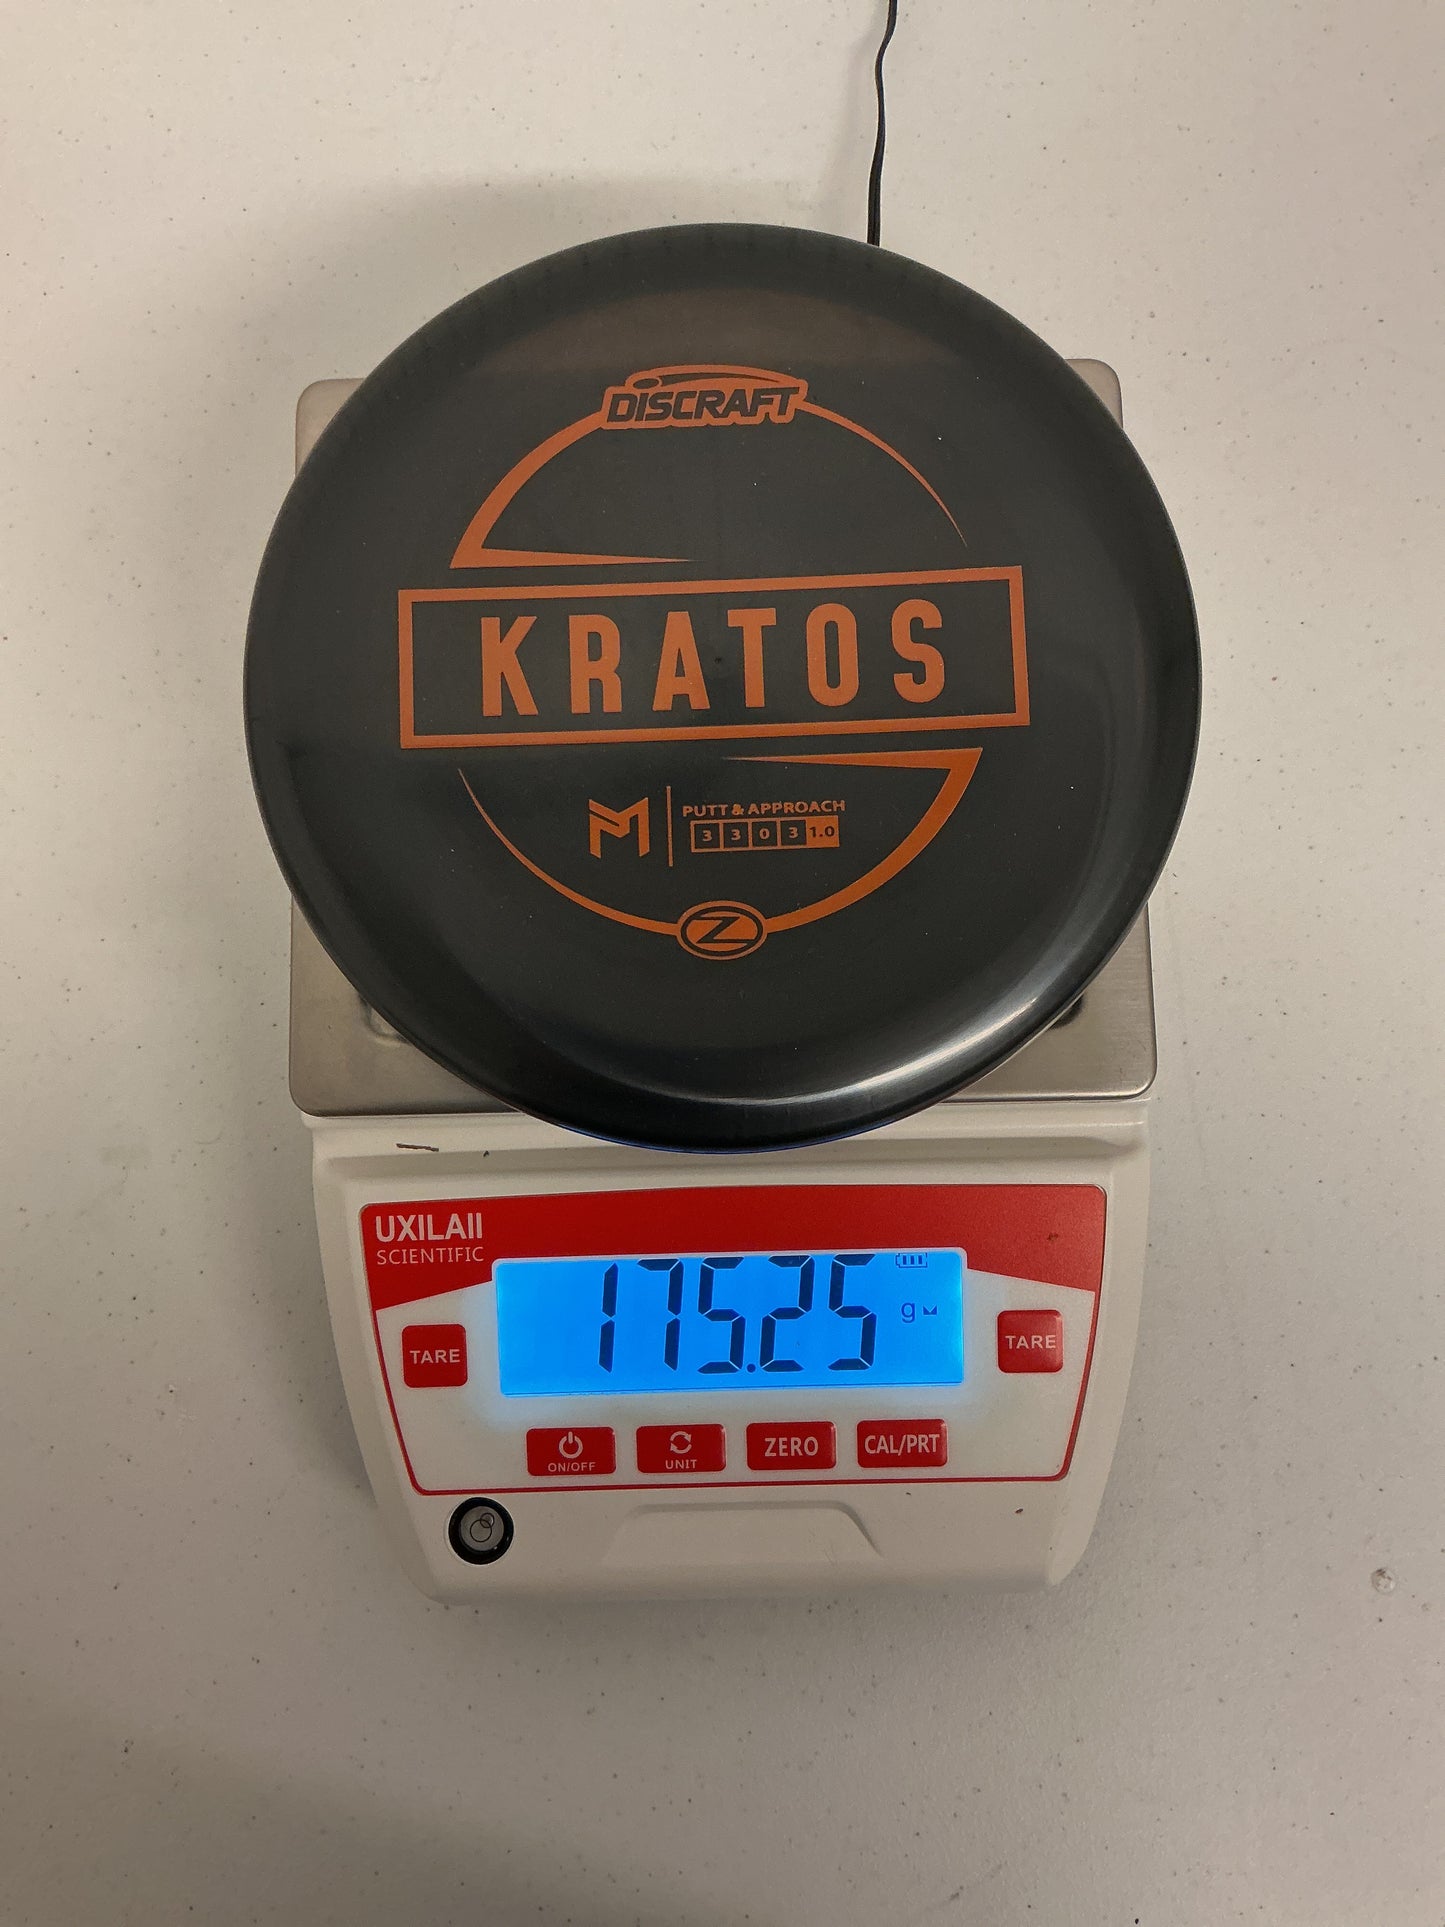 DISCRAFT
KRATOS
M
PUTT & APPROACH
3 3 0 3 1.0
Z
UXILAII
SCIENTIFIC
175.25
g
TARE
TARE
ON/OFF
UNIT
ZERO
CAL/PRT